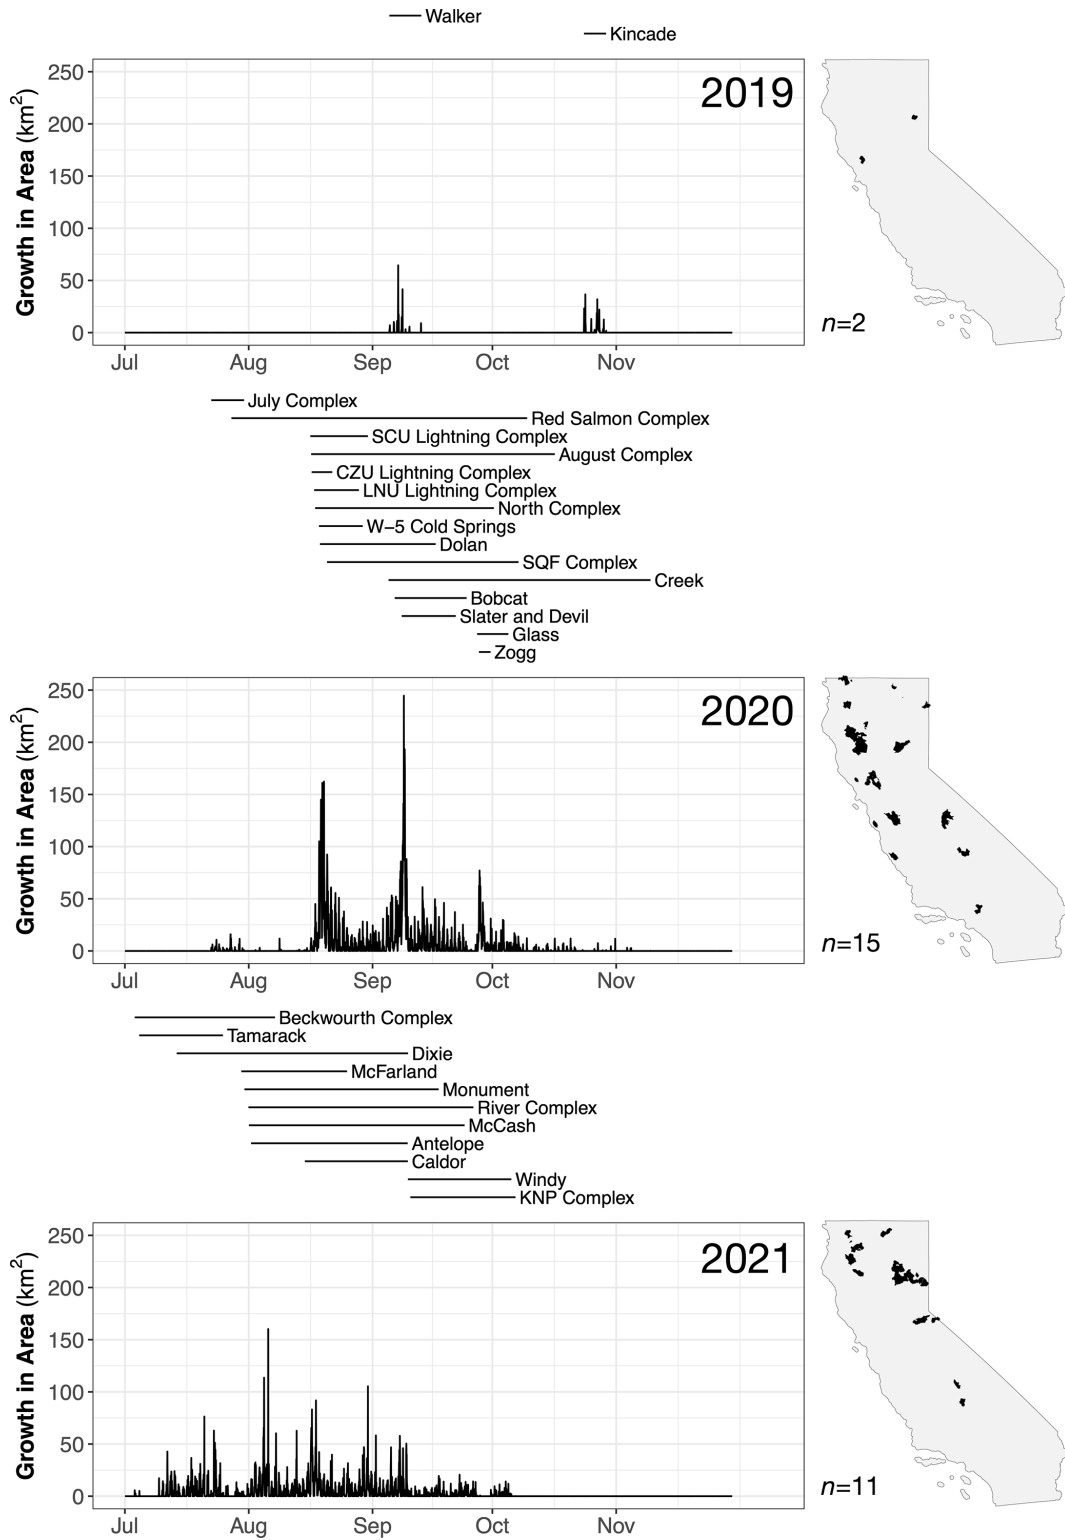 Walker
Kincade
2019
Growth in Area (km²)
250
200
150
100
50
0
Jul Aug Sep Oct Nov
n=2
July Complex
Red Salmon Complex
SCU Lightning Complex
August Complex
CZU Lightning Complex
LNU Lightning Complex
North Complex
W−5 Cold Springs
Dolan
SQF Complex
Creek
Bobcat
Slater and Devil
Glass
Zogg
2020
Growth in Area (km²)
250
200
150
100
50
0
Jul Aug Sep Oct Nov
n=15
Beckwourth Complex
Tamarack
Dixie
McFarland
Monument
River Complex
McCash
Antelope
Caldor
Windy
KNP Complex
2021
Growth in Area (km²)
250
200
150
100
50
0
Jul Aug Sep Oct Nov
n=11